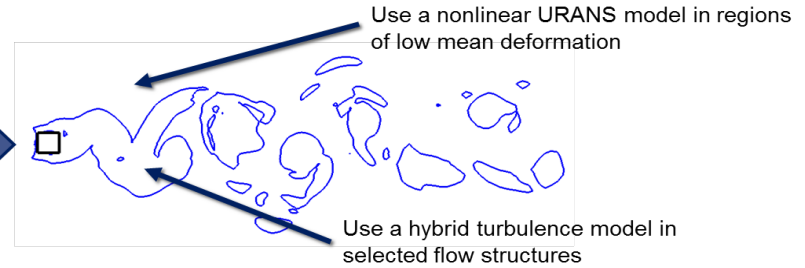 Use a nonlinear URANS model in regions
of low mean deformation
Use a hybrid turbulence model in
selected flow structures